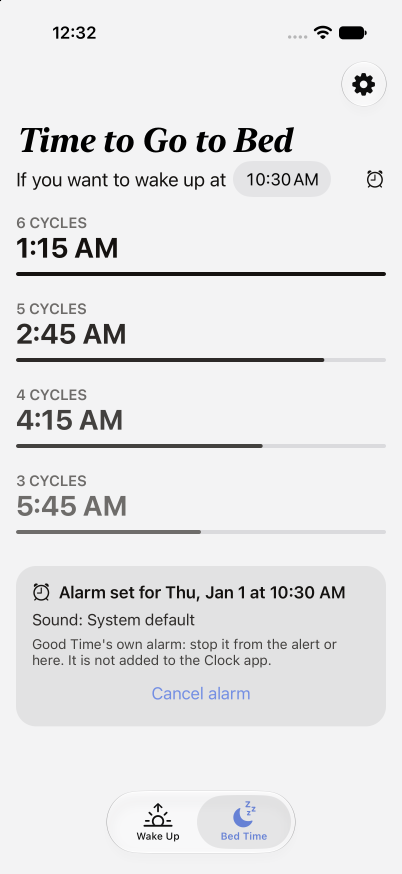 12:32
Time to Go to Bed
If you want to wake up at 10:30 AM
6 CYCLES
1:15 AM
5 CYCLES
2:45 AM
4 CYCLES
4:15 AM
3 CYCLES
5:45 AM
Alarm set for Thu, Jan 1 at 10:30 AM
Sound: System default
Good Time's own alarm: stop it from the alert or
here. It is not added to the Clock app.
Cancel alarm
Wake Up
z z z
Bed Time